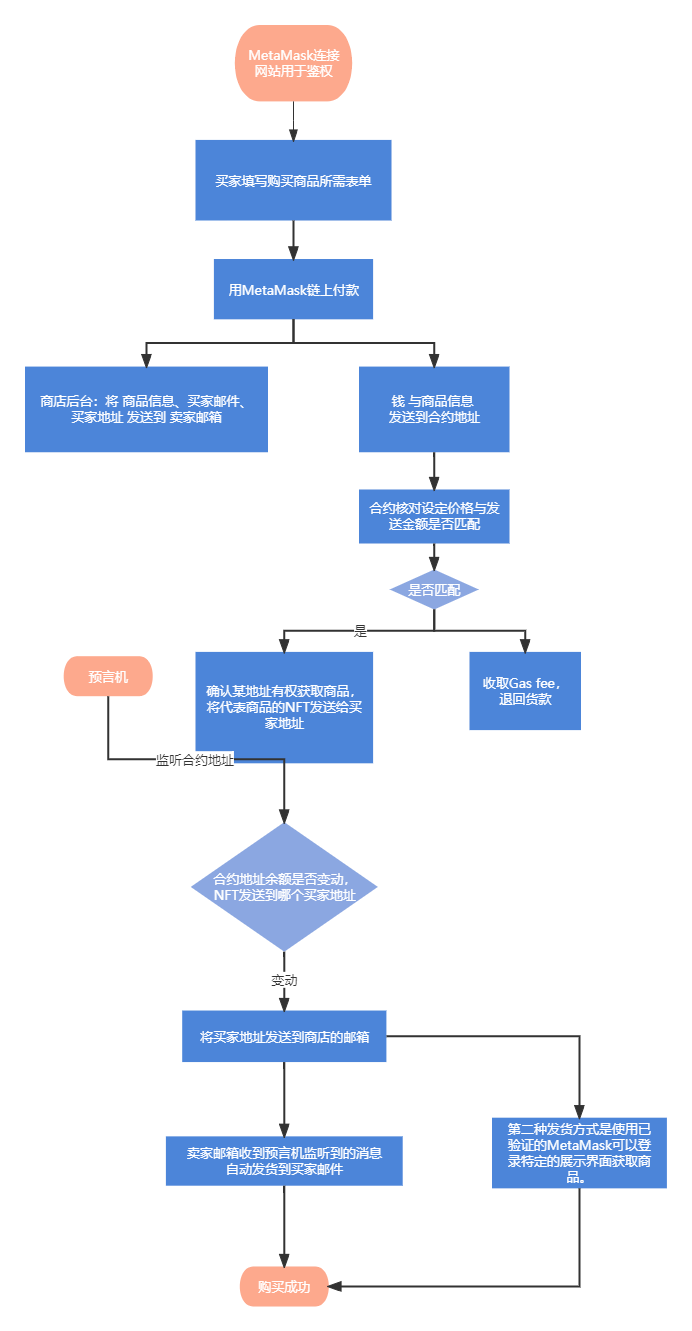 MetaMask连接
网站用于鉴权
买家填写购买商品所需表单
用MetaMask链上付款
商店后台：将 商品信息、买家邮件、
买家地址 发送到 卖家邮箱
钱 与商品信息
发送到合约地址
合约核对设定价格与发
送金额是否匹配
是否匹配
是
预言机
确认某地址有权获取商品，
将代表商品的NFT发送给买
家地址
收取Gas fee，
退回货款
监听合约地址
合约地址余额是否变动，
NFT发送到哪个买家地址
变动
将买家地址发送到商店的邮箱
卖家邮箱收到预言机监听到的消息
自动发货到买家邮件
第二种发货方式是使用已
验证的MetaMask可以登
录特定的展示界面获取商
品。
购买成功